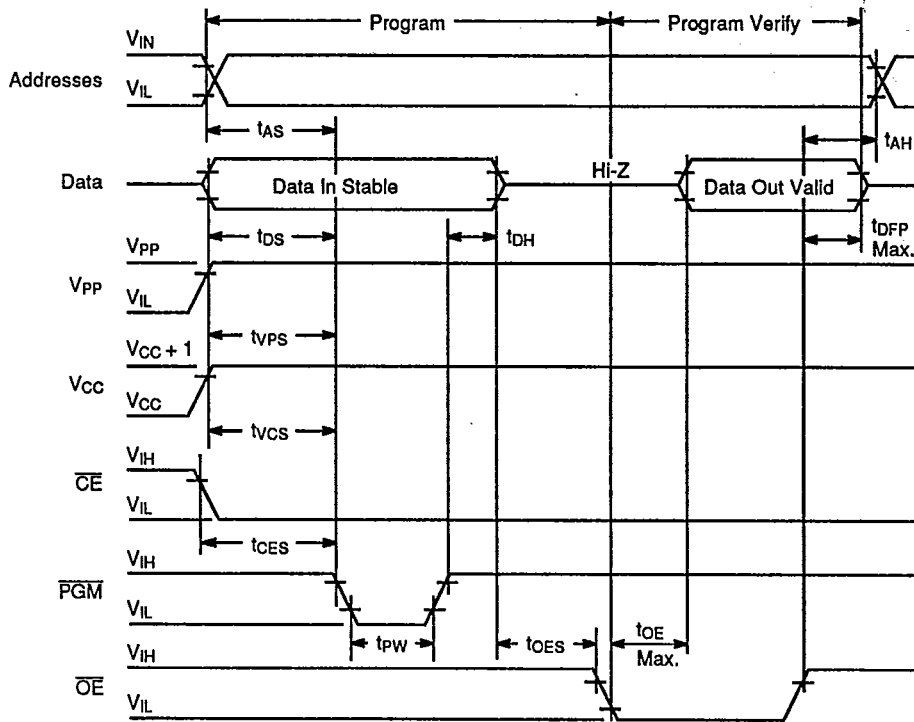 Program
Program Verify
VIN
Addresses
VIL
tAS
tAH
Data
Data In Stable
Hi-Z
Data Out Valid
tDS
tDH
tDFP
Max.
VPP
VPP
VIL
tVPS
VCC + 1
VCC
VCC
tVCS
VIH
CE
VIL
tCES
VIH
PGM
VIL
tPW
tOES
tOE
Max.
VIH
OE
VIL